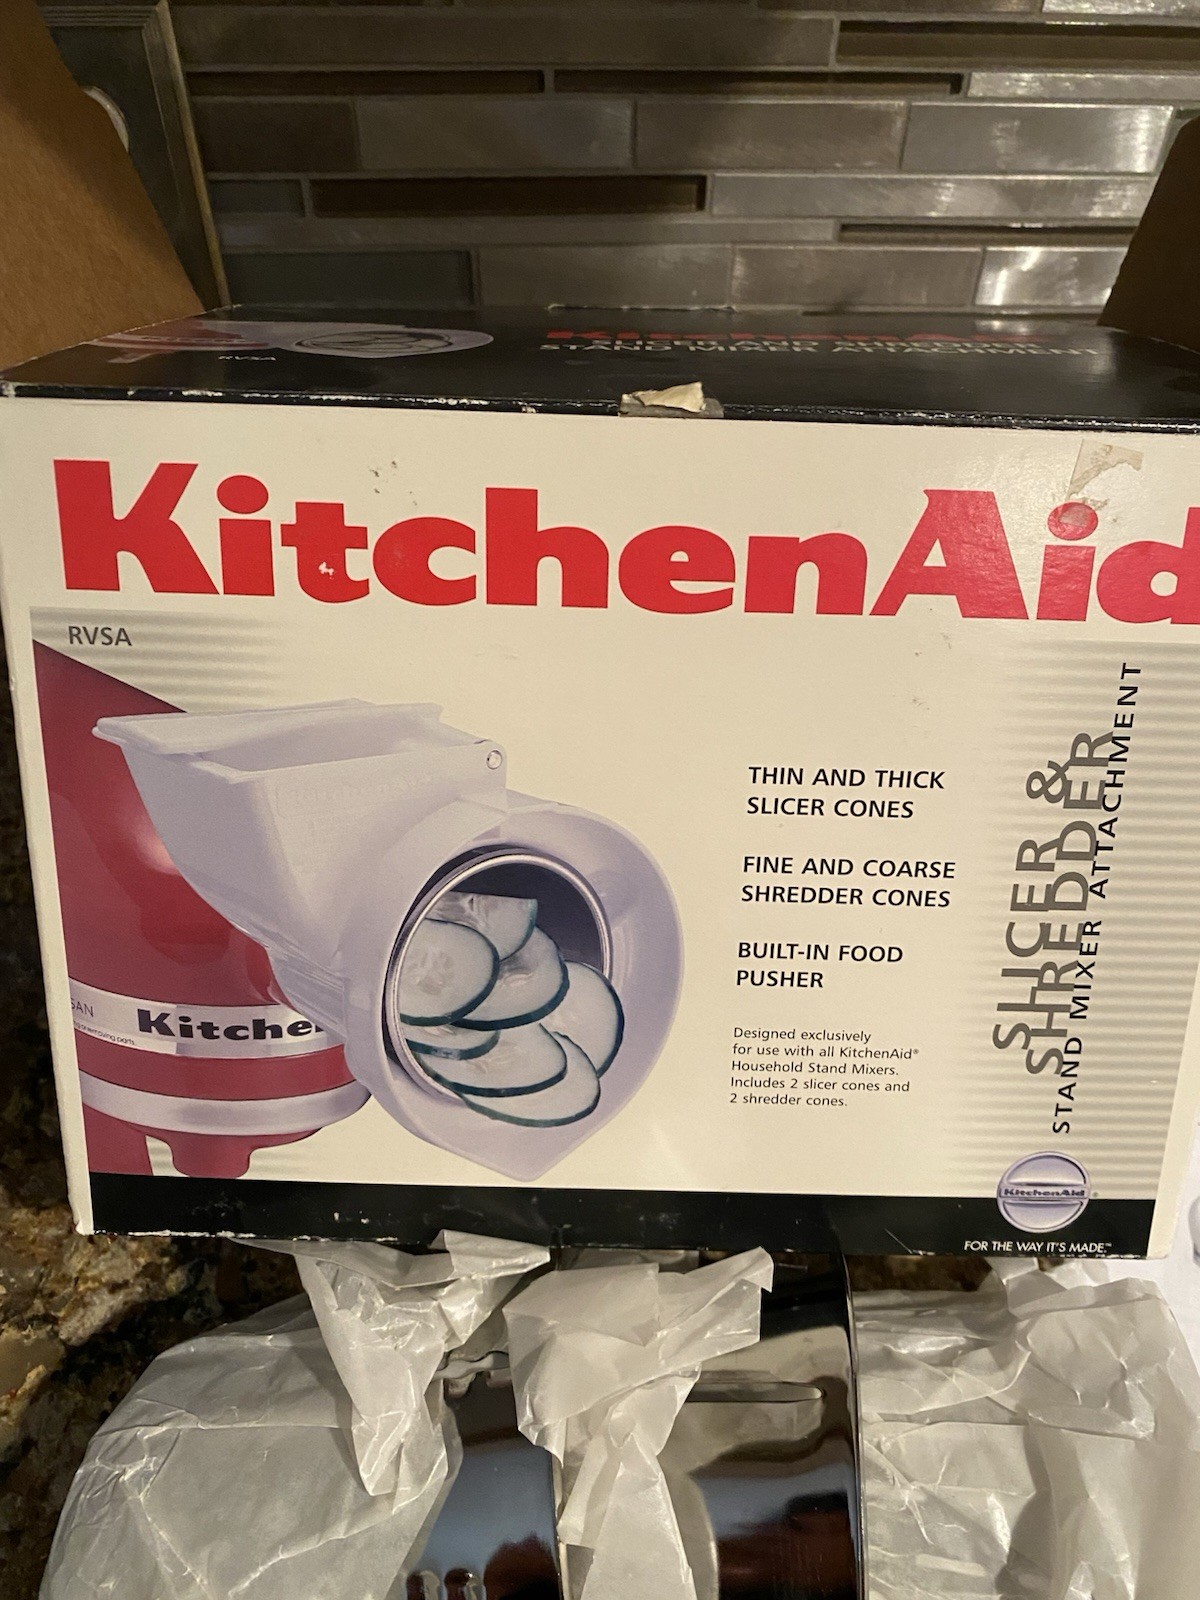 RVSA
KitchenAid
SLICER AND SHREDDER
STAND MIXER ATTACHMENT
KitchenAid
RVSA
THIN AND THICK
SLICER CONES
FINE AND COARSE
SHREDDER CONES
BUILT-IN FOOD
PUSHER
Designed exclusively
for use with all KitchenAid®
Household Stand Mixers.
Includes 2 slicer cones and
2 shredder cones.
SLICER &
SHREDDER
STAND MIXER ATTACHMENT
SAN
Kitche
KitchenAid®
FOR THE WAY IT'S MADE.™